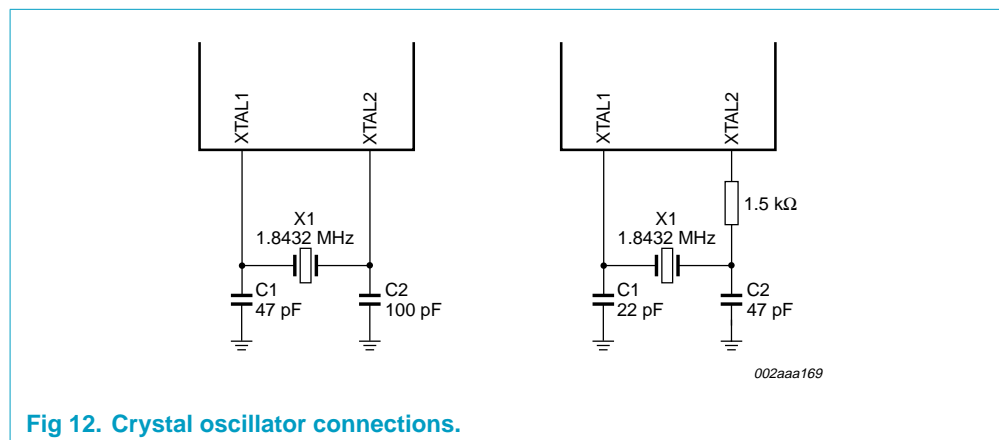 XTAL1
XTAL2
X1
1.8432 MHz
C1
47 pF
C2
100 pF
XTAL1
XTAL2
1.5 kΩ
X1
1.8432 MHz
C1
22 pF
C2
47 pF
002aaa169
Fig 12. Crystal oscillator connections.